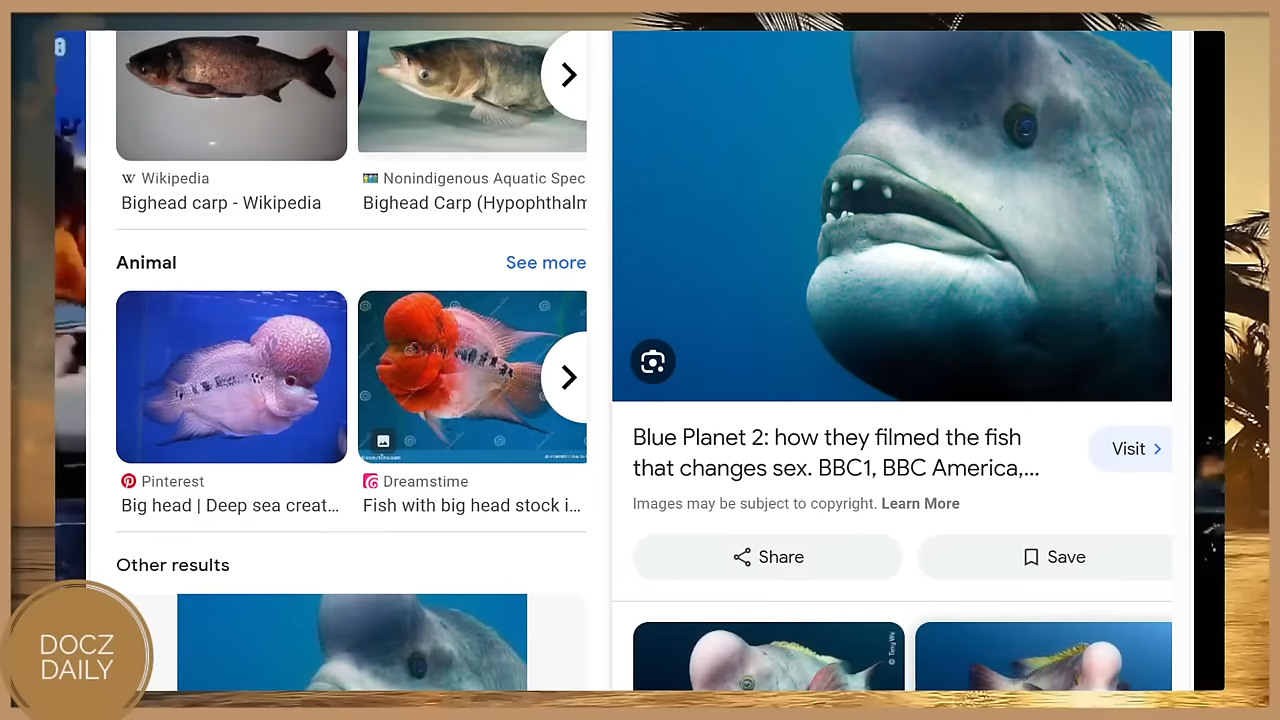 W Wikipedia
Bighead carp - Wikipedia
Nonindigenous Aquatic Spec
Bighead Carp (Hypophthalm
Animal
See more
Pinterest
Big head | Deep sea creat...
Dreamstime
Fish with big head stock i...
Other results
Blue Planet 2: how they filmed the fish
that changes sex. BBC1, BBC America,...
Visit
Images may be subject to copyright. Learn More
Share
Save
© Tony Wu
DOCZ
DAILY